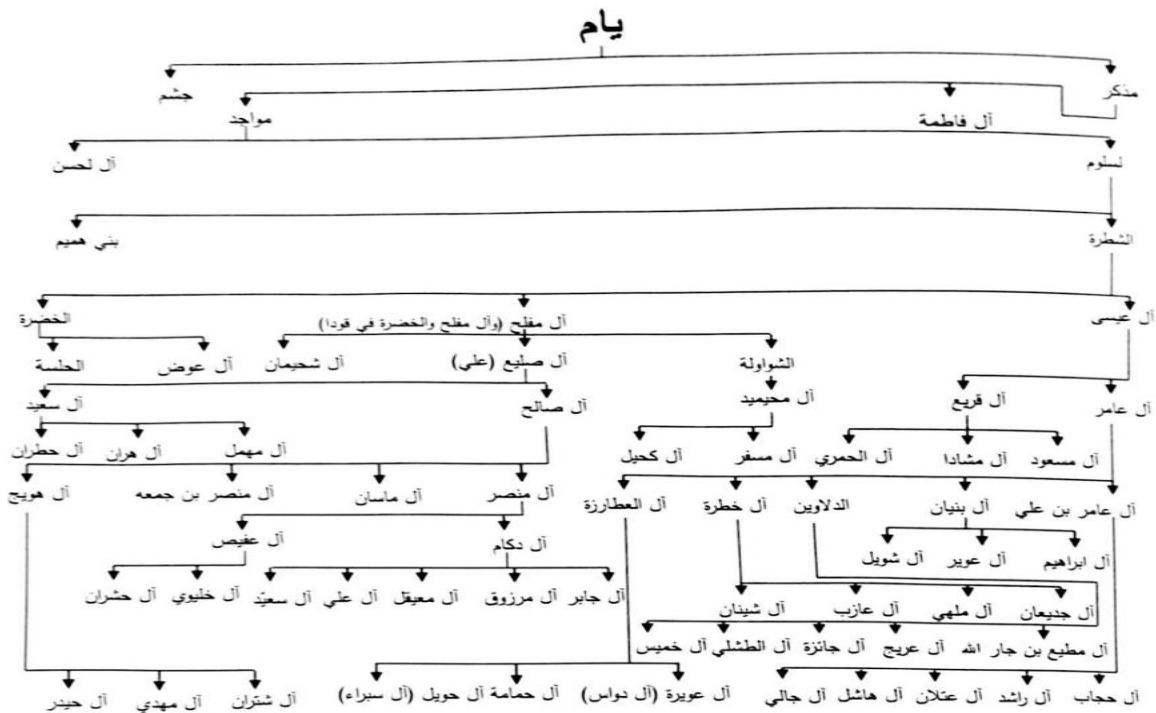 يام
مذكر جشم
آل فاطمة مواجد
لسلوم آل لحسن
الشطرة بني هميم
آل عيسى آل مفلح (وآل مفلح والخضرة في قودا) الخضرة
الشواولة آل صليع (علي) آل شحيمان آل عوض الحلسة
آل عامر آل قريع آل محيميد آل صالح آل سعيد
آل مسعود آل مشادا آل الحمري آل مسفر آل كحيل آل مهمل آل هران آل حطران
آل عامر بن علي آل بنيان الدلاوين آل خطرة آل العطارزة آل منصر آل ماسان آل منصر بن جمعه آل هويج
آل ابراهيم آل عوير آل شويل آل دكام آل عفيص
آل جديعان آل ملهي آل عازب آل شينان آل جابر آل مرزوق آل معيقل آل علي آل سعيّد آل خليوي آل حشران
آل مطيع بن جار الله آل عريج آل جانزة آل الطشلي آل خميس
آل حجاب آل راشد آل عتلان آل هاشل آل جالي آل عويرة (آل دواس) آل حمامة آل حويل (آل سبراء) آل شتران آل مهدي آل حيدر